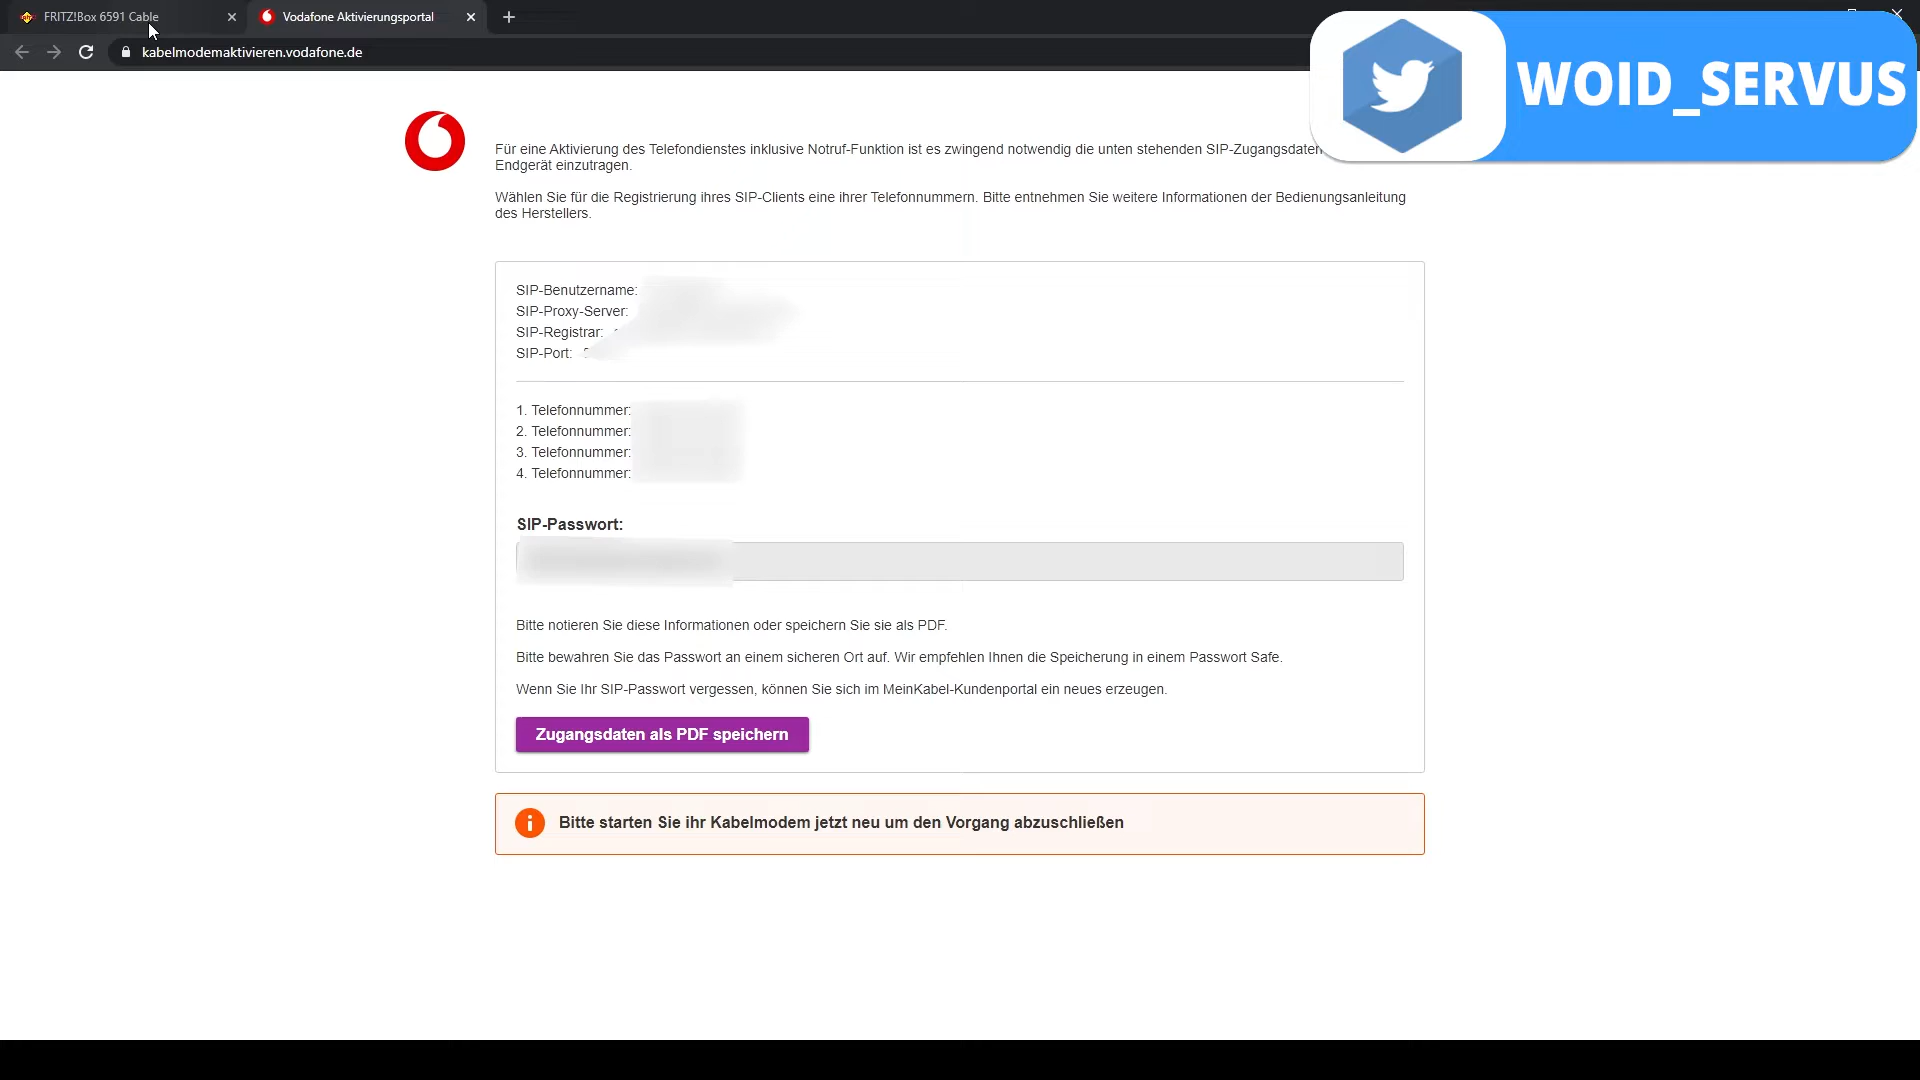 FRITZ!Box 6591 Cable
Vodafone Aktivierungsportal
kabelmodemaktivieren.vodafone.de
WOID_SERVUS
Für eine Aktivierung des Telefondienstes inklusive Notruf-Funktion ist es zwingend notwendig die unten stehenden SIP-Zugangsdaten
Endgerät einzutragen.
Wählen Sie für die Registrierung ihres SIP-Clients eine ihrer Telefonnummern. Bitte entnehmen Sie weitere Informationen der Bedienungsanleitung
des Herstellers.
SIP-Benutzername:
SIP-Proxy-Server:
SIP-Registrar:
SIP-Port:
1. Telefonnummer:
2. Telefonnummer:
3. Telefonnummer:
4. Telefonnummer:
SIP-Passwort:
Bitte notieren Sie diese Informationen oder speichern Sie sie als PDF.
Bitte bewahren Sie das Passwort an einem sicheren Ort auf. Wir empfehlen Ihnen die Speicherung in einem Passwort Safe.
Wenn Sie Ihr SIP-Passwort vergessen, können Sie sich im MeinKabel-Kundenportal ein neues erzeugen.
Zugangsdaten als PDF speichern
Bitte starten Sie ihr Kabelmodem jetzt neu um den Vorgang abzuschließen